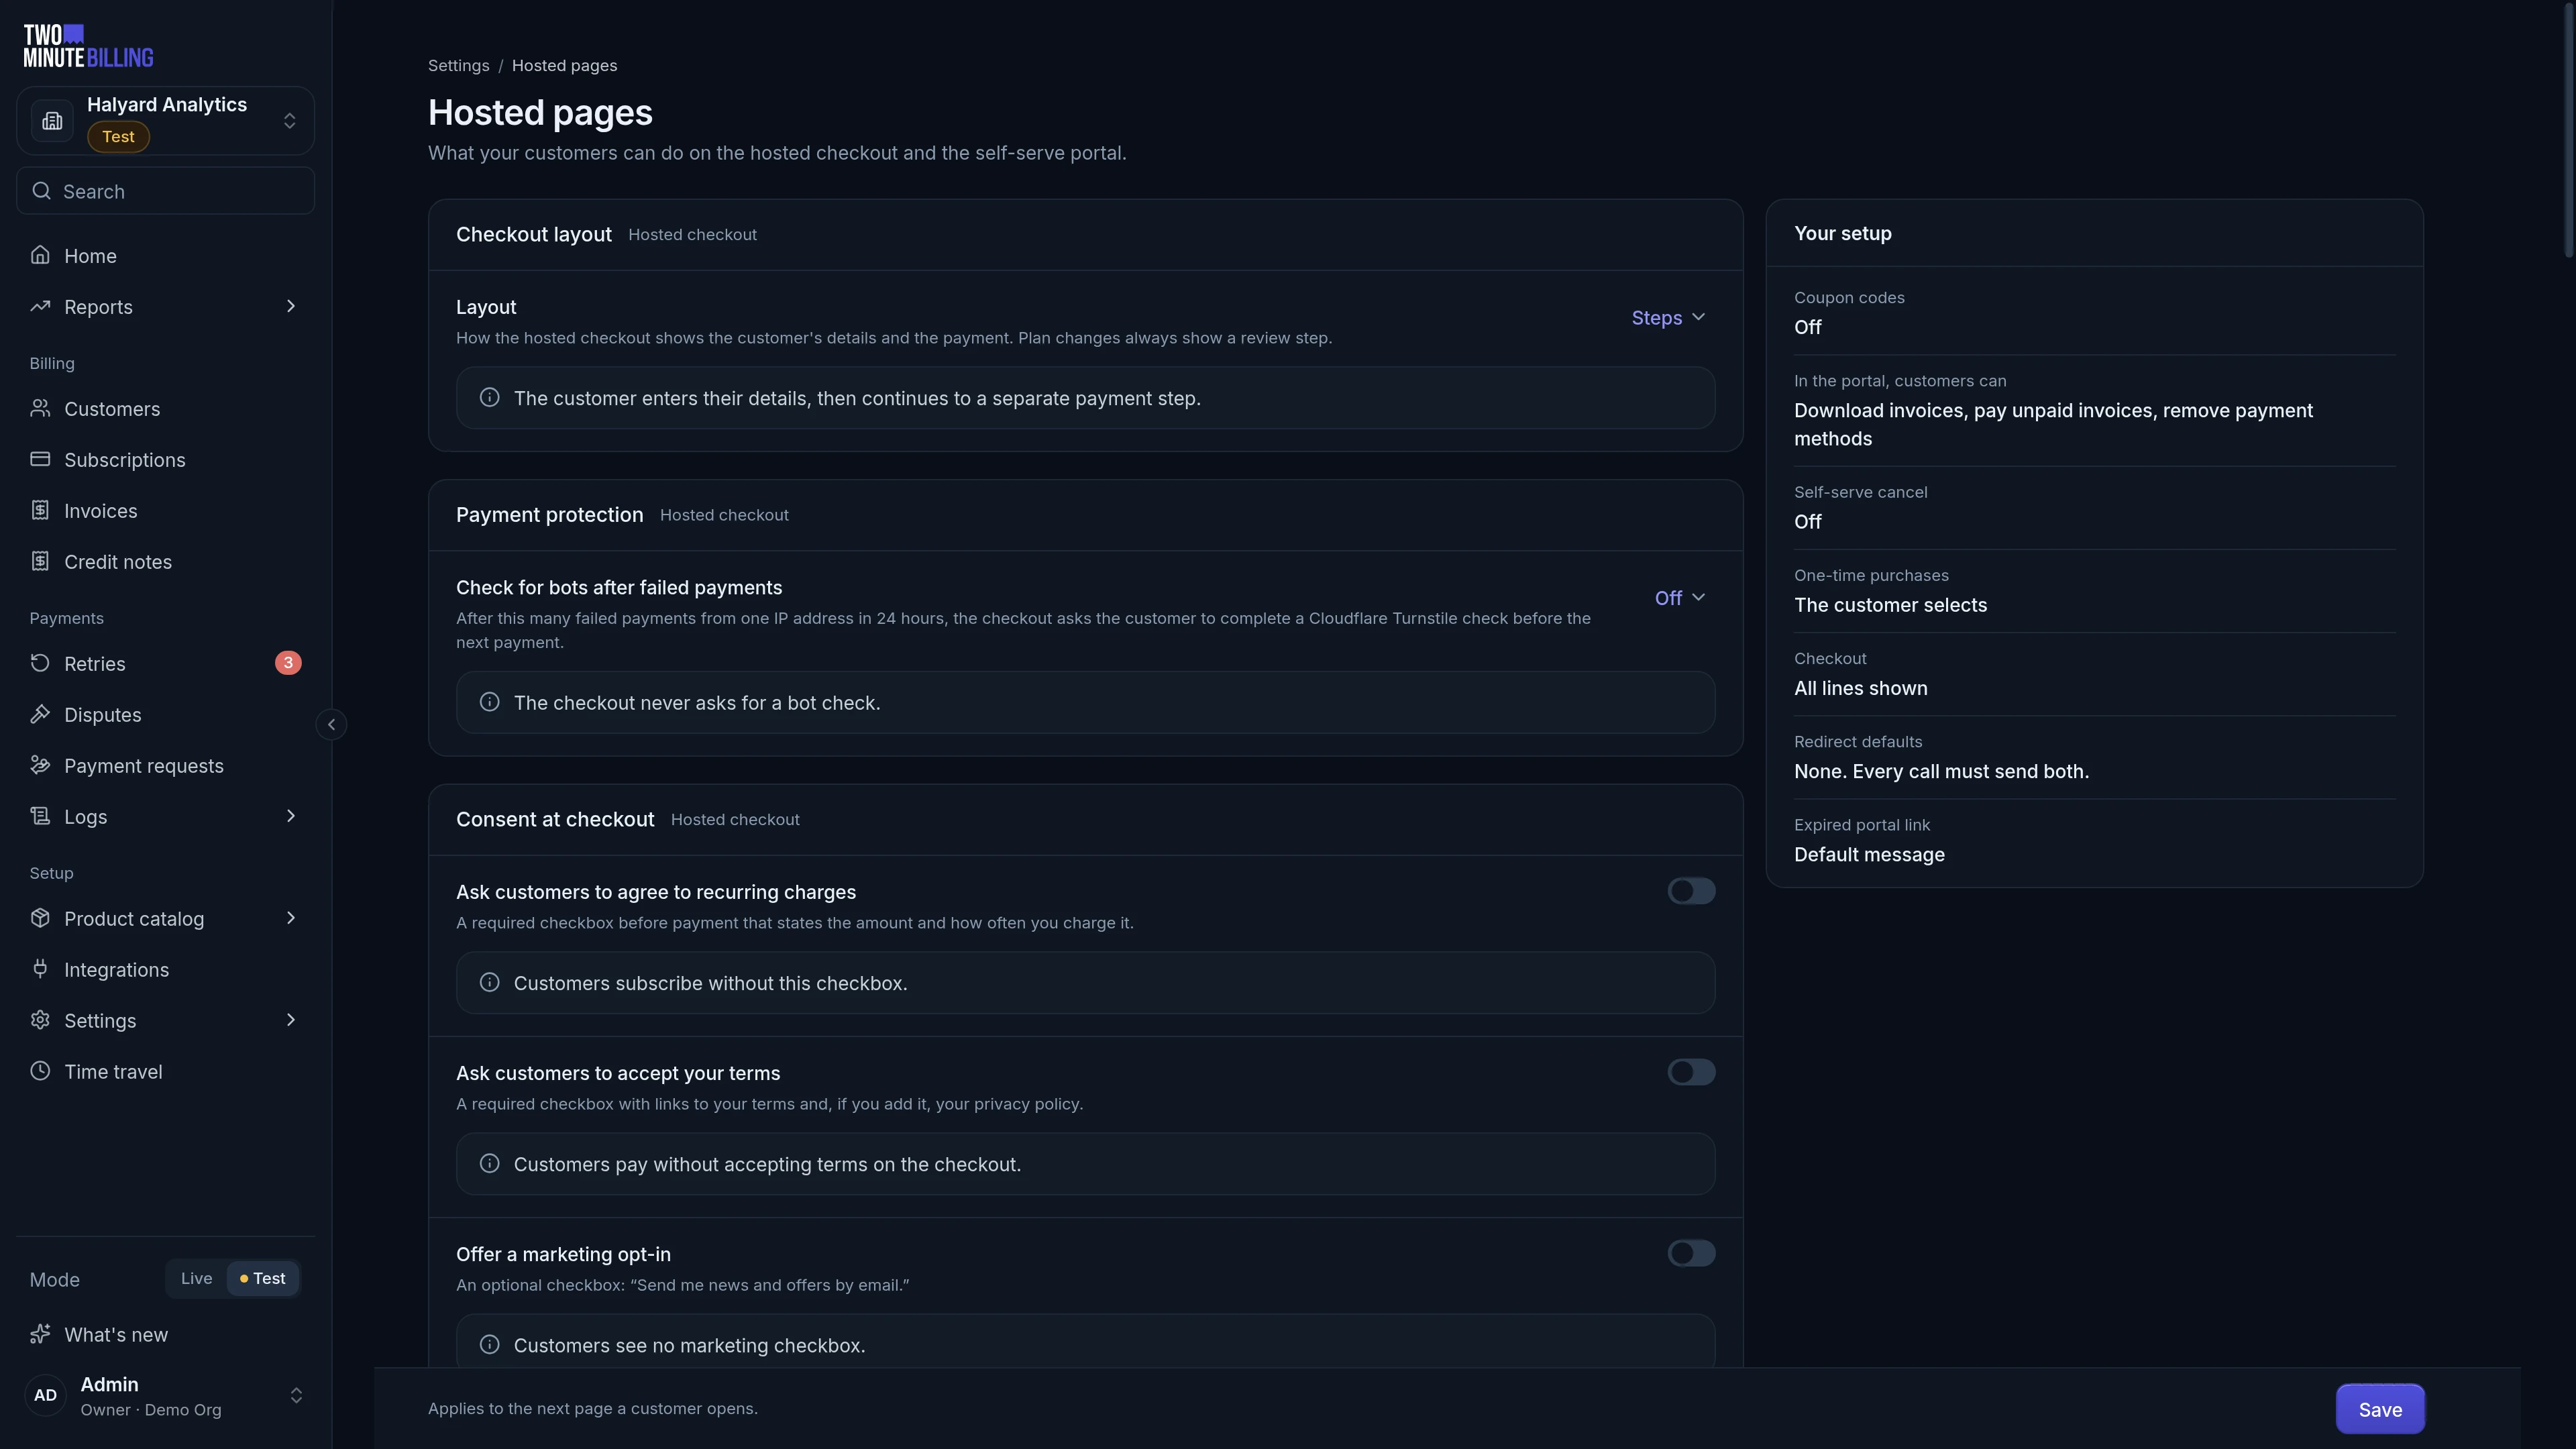 TWO
MINUTE BILLING
Halyard Analytics
Test
Search
Home
Reports
Billing
Customers
Subscriptions
Invoices
Credit notes
Payments
Retries 3
Disputes
Payment requests
Logs
Setup
Product catalog
Integrations
Settings
Time travel
Mode Live Test
What's new
AD
Admin
Owner · Demo Org
Settings / Hosted pages
Hosted pages
What your customers can do on the hosted checkout and the self-serve portal.
Checkout layout Hosted checkout
Layout
Steps
How the hosted checkout shows the customer's details and the payment. Plan changes always show a review step.
The customer enters their details, then continues to a separate payment step.
Payment protection Hosted checkout
Check for bots after failed payments
Off
After this many failed payments from one IP address in 24 hours, the checkout asks the customer to complete a Cloudflare Turnstile check before the
next payment.
The checkout never asks for a bot check.
Consent at checkout Hosted checkout
Ask customers to agree to recurring charges
A required checkbox before payment that states the amount and how often you charge it.
Customers subscribe without this checkbox.
Ask customers to accept your terms
A required checkbox with links to your terms and, if you add it, your privacy policy.
Customers pay without accepting terms on the checkout.
Offer a marketing opt-in
An optional checkbox: “Send me news and offers by email.”
Customers see no marketing checkbox.
Your setup
Coupon codes
Off
In the portal, customers can
Download invoices, pay unpaid invoices, remove payment
methods
Self-serve cancel
Off
One-time purchases
The customer selects
Checkout
All lines shown
Redirect defaults
None. Every call must send both.
Expired portal link
Default message
Applies to the next page a customer opens.
Save